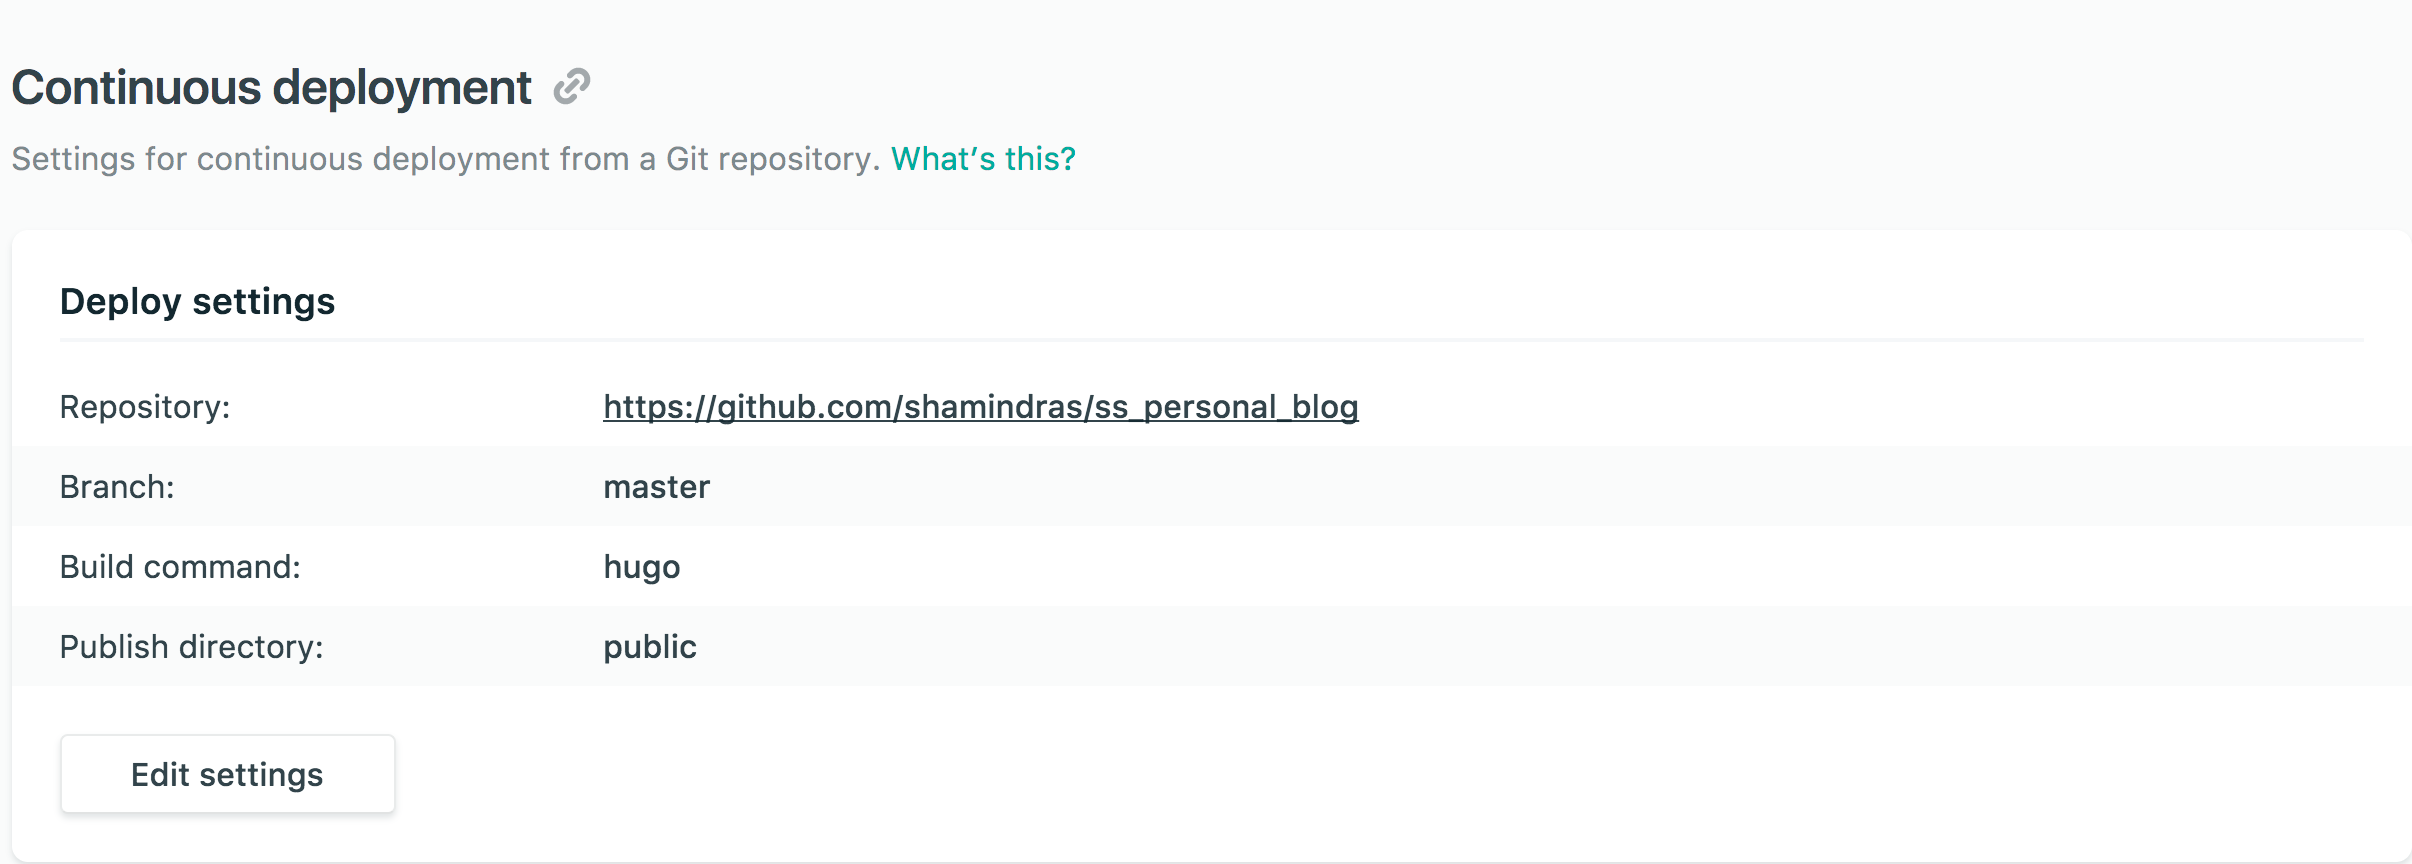 Continuous deployment
Settings for continuous deployment from a Git repository. What's this?
Deploy settings
Repository: https://github.com/shamindras/ss_personal_blog
Branch: master
Build command: hugo
Publish directory: public
Edit settings